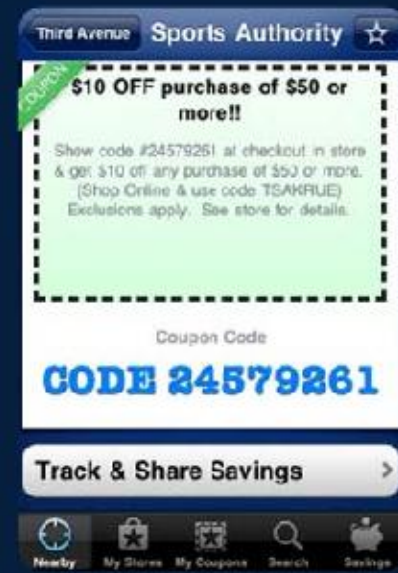 Third Avenue Sports Authority
COUPON
$10 OFF purchase of $50 or
more!!
Show code #24579261 at checkout in store
& get $10 off any purchase of $50 or more.
(Shop Online & use code TSAKRUE)
Exclusions apply. See store for details.
Coupon Code
CODE 24579261
Track & Share Savings
Nearby My Stores My Coupons Search Savings